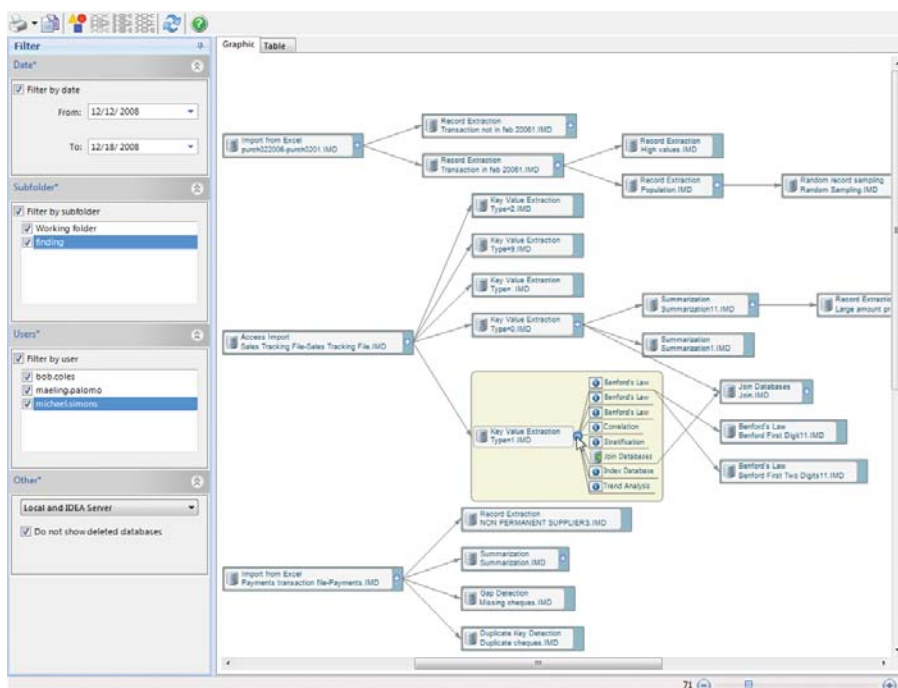 Filter
Date*
Filter by date
From: 12/12/2008
To: 12/18/2008
Subfolder*
Filter by subfolder
Working folder
finding
Users*
Filter by user
bob.coles
maeling.palomo
michael.simons
Other*
Local and IDEA Server
Do not show deleted databases
Graphic
Table
Import from Excel
purch022006-purch0201.IMD
Record Extraction
Transaction not in feb 20061.IMD
Record Extraction
Transaction in feb 20061.IMD
Record Extraction
High values.IMD
Record Extraction
Population.IMD
Random record sampling
Random Sampling.IMD
Access Import
Sales Tracking File-Sales Tracking File.IMD
Key Value Extraction
Type=2.IMD
Key Value Extraction
Type=9.IMD
Key Value Extraction
Type= .IMD
Key Value Extraction
Type=0.IMD
Summarization
Summarization11.IMD
Record Extractio
Large amount pr
Summarization
Summarization1.IMD
Key Value Extraction
Type=1.IMD
Benford's Law
Benford's Law
Benford's Law
Correlation
Stratification
Join Databases
Index Database
Trend Analysis
Join Databases
Join.IMD
Benford's Law
Benford First Digit11.IMD
Benford's Law
Benford First Two Digits11.IMD
Import from Excel
Payments transaction file-Payments.IMD
Record Extraction
NON PERMANENT SUPPLIERS.IMD
Summarization
Summarization.IMD
Gap Detection
Missing cheques.IMD
Duplicate Key Detection
Duplicate cheques.IMD
71